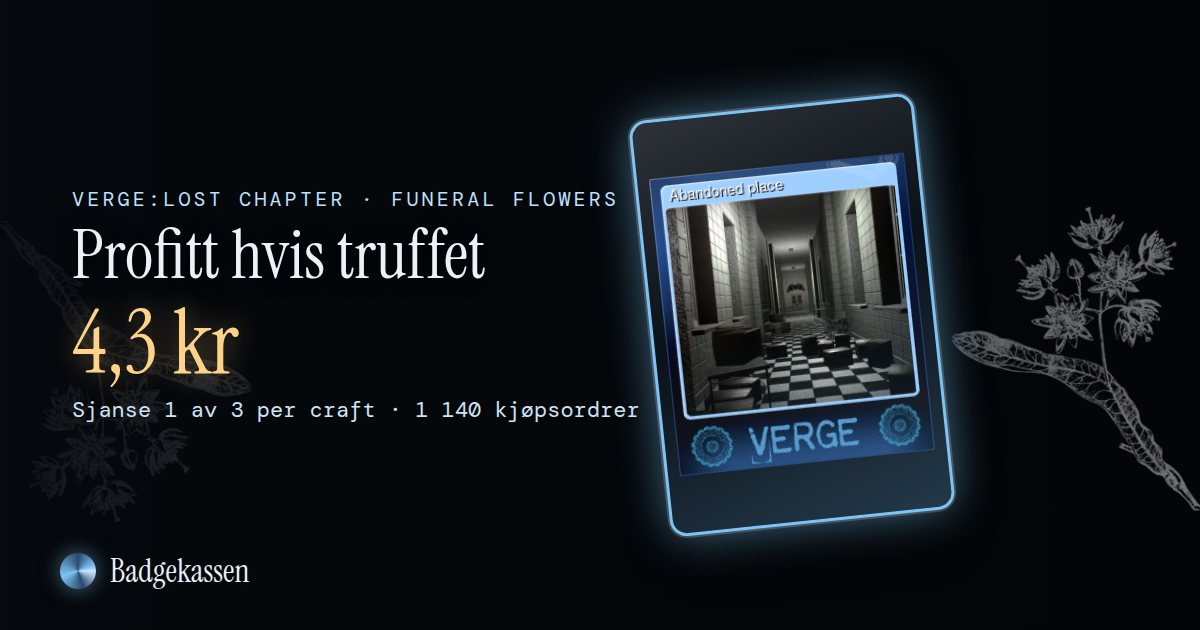 VERGE:LOST CHAPTER · FUNERAL FLOWERS
Profitt hvis truffet
4,3 kr
Sjanse 1 av 3 per craft · 1 140 kjøpsordrer
Abandoned place
VERGE
Badgekassen